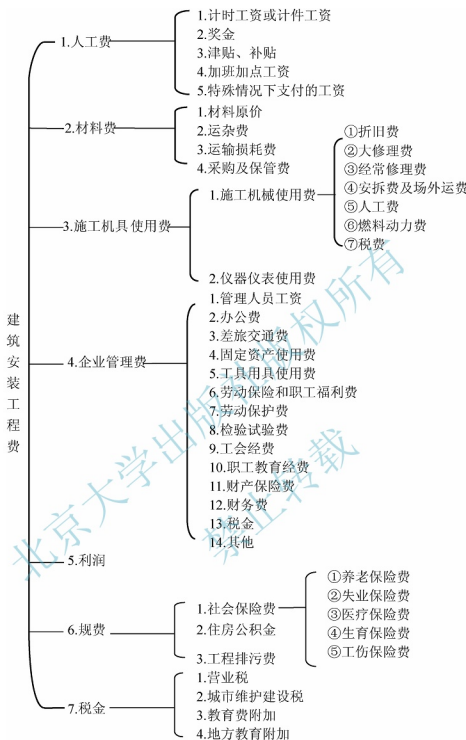 建筑安装工程费
1.人工费
1.计时工资或计件工资
2.奖金
3.津贴、补贴
4.加班加点工资
5.特殊情况下支付的工资
2.材料费
1.材料原价
2.运杂费
3.运输损耗费
4.采购及保管费
3.施工机具使用费
1.施工机械使用费
①折旧费
②大修理费
③经常修理费
④安拆费及场外运费
⑤人工费
⑥燃料动力费
⑦税费
2.仪器仪表使用费
4.企业管理费
1.管理人员工资
2.办公费
3.差旅交通费
4.固定资产使用费
5.工具用具使用费
6.劳动保险和职工福利费
7.劳动保护费
8.检验试验费
9.工会经费
10.职工教育经费
11.财产保险费
12.财务费
13.税金
14.其他
5.利润
6.规费
1.社会保险费
①养老保险费
②失业保险费
③医疗保险费
④生育保险费
⑤工伤保险费
2.住房公积金
3.工程排污费
7.税金
1.营业税
2.城市维护建设税
3.教育费附加
4.地方教育附加
北京大学出版社版权所有
禁止转载